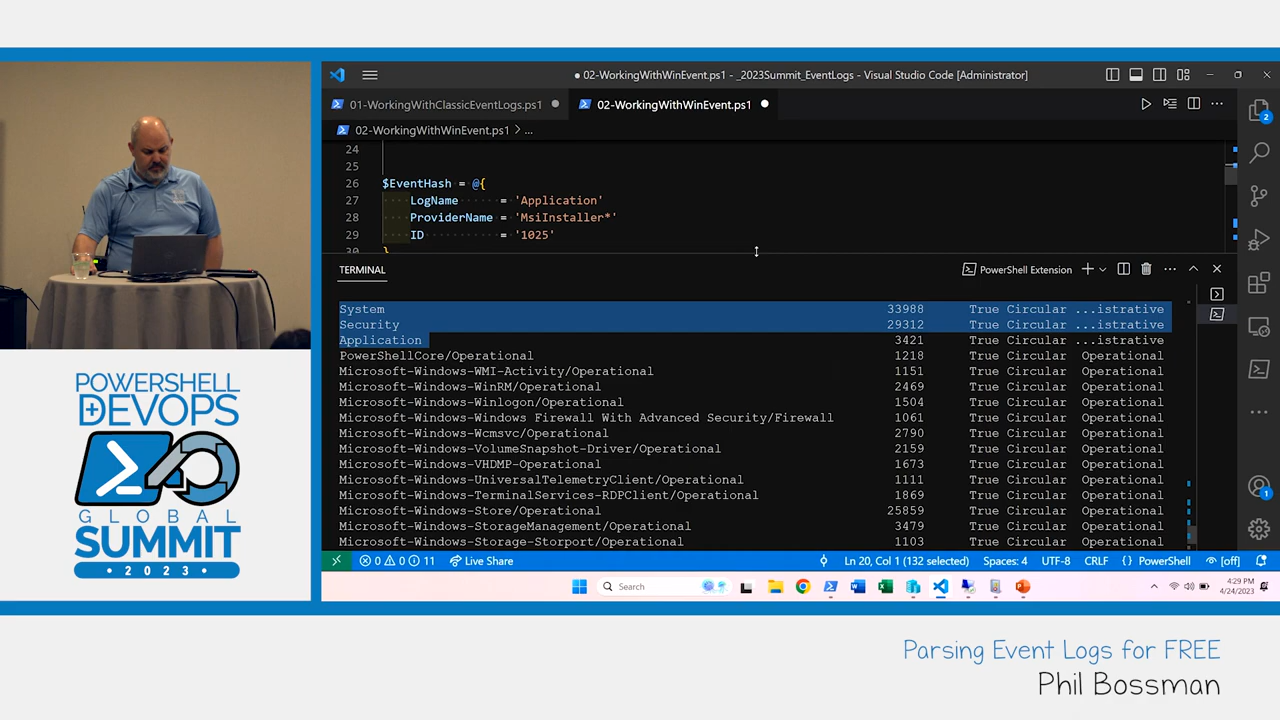 02-WorkingWithWinEvent.ps1 - _2023Summit_EventLogs - Visual Studio Code [Administrator]
01-WorkingWithClassicEventLogs.ps1
02-WorkingWithWinEvent.ps1
02-WorkingWithWinEvent.ps1 > ...
24
25
26 $EventHash = @{
27 LogName = 'Application'
28 ProviderName = 'MsiInstaller*'
29 ID = '1025'
30 }
TERMINAL
PowerShell Extension
System 33988 True Circular ...istrative
Security 29312 True Circular ...istrative
Application 3421 True Circular ...istrative
PowerShellCore/Operational 1218 True Circular Operational
Microsoft-Windows-WMI-Activity/Operational 1151 True Circular Operational
Microsoft-Windows-WinRM/Operational 2469 True Circular Operational
Microsoft-Windows-Winlogon/Operational 1504 True Circular Operational
Microsoft-Windows-Windows Firewall With Advanced Security/Firewall 1061 True Circular Operational
Microsoft-Windows-Wcmsvc/Operational 2790 True Circular Operational
Microsoft-Windows-VolumeSnapshot-Driver/Operational 2159 True Circular Operational
Microsoft-Windows-VHDMP-Operational 1673 True Circular Operational
Microsoft-Windows-UniversalTelemetryClient/Operational 1111 True Circular Operational
Microsoft-Windows-TerminalServices-RDPClient/Operational 1869 True Circular Operational
Microsoft-Windows-Store/Operational 25859 True Circular Operational
Microsoft-Windows-StorageManagement/Operational 3479 True Circular Operational
Microsoft-Windows-Storage-Storport/Operational 1103 True Circular Operational
2
1
0 0 11 Live Share
Ln 20, Col 1 (132 selected) Spaces: 4 UTF-8 CRLF {} PowerShell [off]
Search
4:29 PM
4/24/2023
POWERSHELL
+DEVOPS
GLOBAL
SUMMIT
• 2023 •
Parsing Event Logs for FREE
Phil Bossman